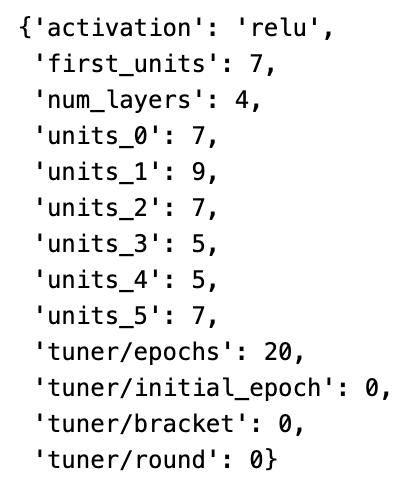 {'activation': 'relu',
 'first_units': 7,
 'num_layers': 4,
 'units_0': 7,
 'units_1': 9,
 'units_2': 7,
 'units_3': 5,
 'units_4': 5,
 'units_5': 7,
 'tuner/epochs': 20,
 'tuner/initial_epoch': 0,
 'tuner/bracket': 0,
 'tuner/round': 0}